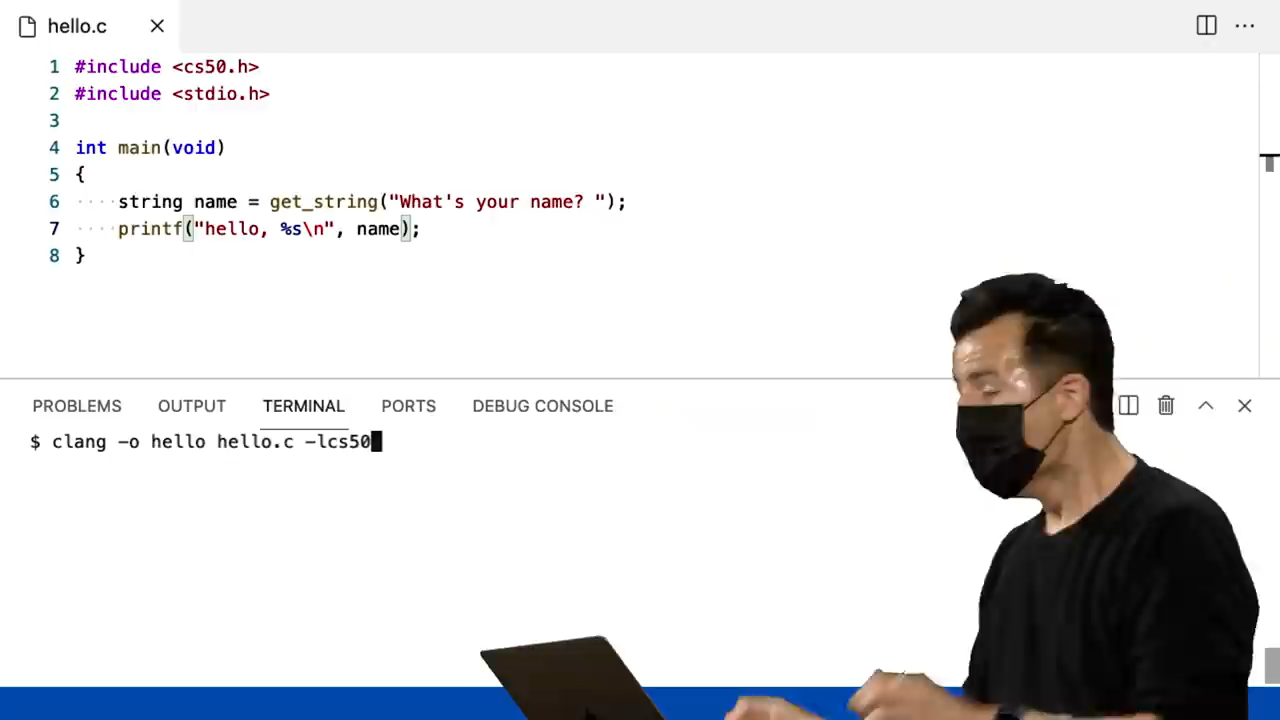 hello.c
1 #include <cs50.h>
2 #include <stdio.h>
3
4 int main(void)
5 {
6 ····string name = get_string("What's your name? ");
7 ····printf("hello, %s\n", name);
8 }
PROBLEMS OUTPUT TERMINAL PORTS DEBUG CONSOLE
$ clang -o hello hello.c -lcs50